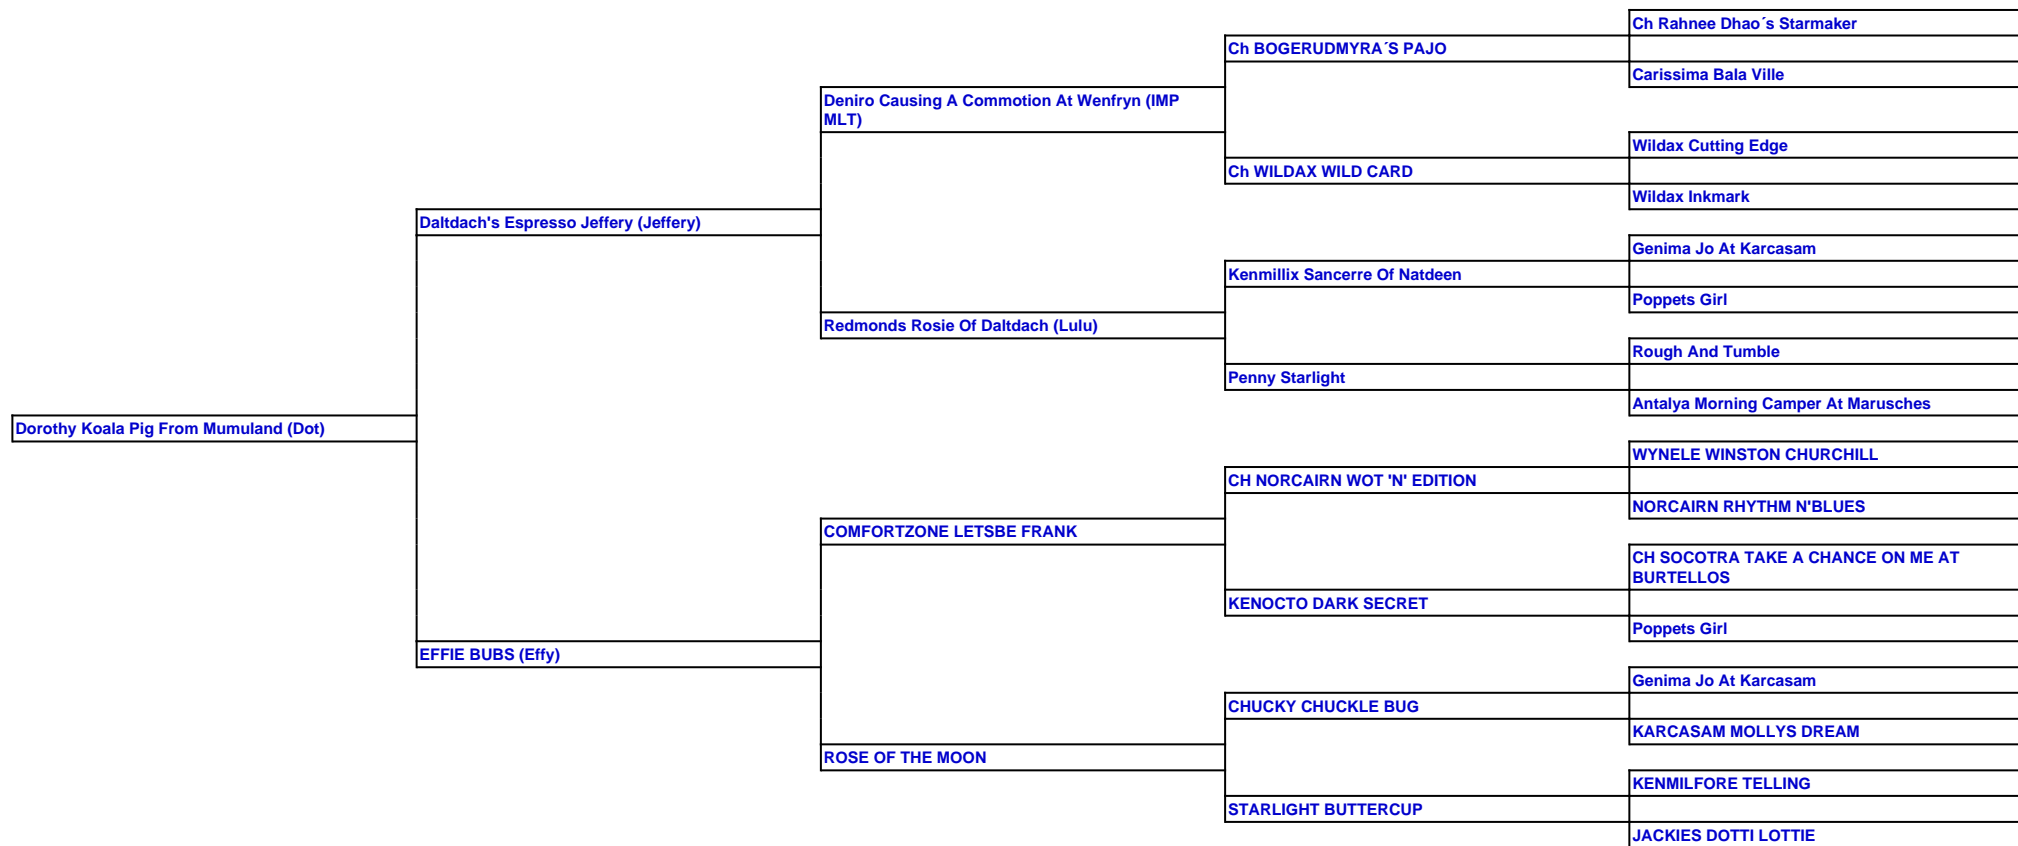 Ch Rahnee Dhao´s Starmaker
Ch BOGERUDMYRA´S PAJO
Carissima Bala Ville
Deniro Causing A Commotion At Wenfryn (IMP
MLT)
Wildax Cutting Edge
Ch WILDAX WILD CARD
Wildax Inkmark
Daltdach's Espresso Jeffery (Jeffery)
Genima Jo At Karcasam
Kenmillix Sancerre Of Natdeen
Poppets Girl
Redmonds Rosie Of Daltdach (Lulu)
Rough And Tumble
Penny Starlight
Antalya Morning Camper At Marusches
Dorothy Koala Pig From Mumuland (Dot)
WYNELE WINSTON CHURCHILL
CH NORCAIRN WOT 'N' EDITION
NORCAIRN RHYTHM N'BLUES
COMFORTZONE LETSBE FRANK
CH SOCOTRA TAKE A CHANCE ON ME AT
BURTELLOS
KENOCTO DARK SECRET
Poppets Girl
EFFIE BUBS (Effy)
Genima Jo At Karcasam
CHUCKY CHUCKLE BUG
KARCASAM MOLLYS DREAM
ROSE OF THE MOON
KENMILFORE TELLING
STARLIGHT BUTTERCUP
JACKIES DOTTI LOTTIE